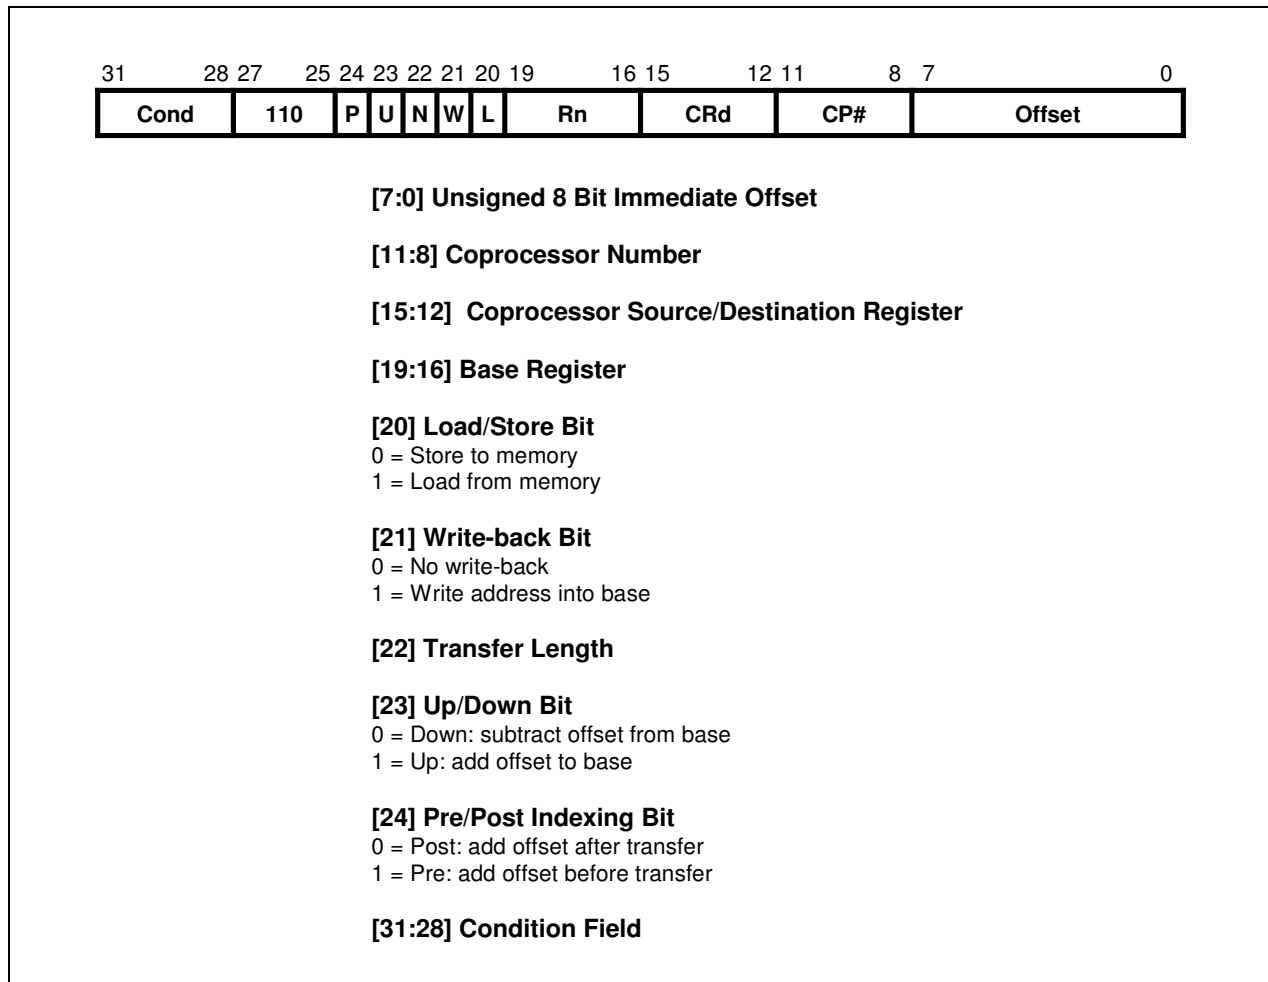 31 28 27 25 24 23 22 21 20 19 16 15 12 11 8 7 0
Cond 110 P U N W L Rn CRd CP# Offset
[7:0] Unsigned 8 Bit Immediate Offset
[11:8] Coprocessor Number
[15:12] Coprocessor Source/Destination Register
[19:16] Base Register
[20] Load/Store Bit
0 = Store to memory
1 = Load from memory
[21] Write-back Bit
0 = No write-back
1 = Write address into base
[22] Transfer Length
[23] Up/Down Bit
0 = Down: subtract offset from base
1 = Up: add offset to base
[24] Pre/Post Indexing Bit
0 = Post: add offset after transfer
1 = Pre: add offset before transfer
[31:28] Condition Field